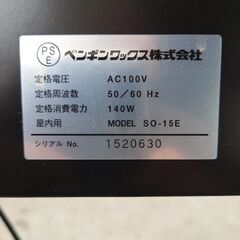 PS
E ペンギンワックス株式会社
定格電圧 AC100V
定格周波数 50/60 Hz
定格消費電力 140W
屋内用 MODEL SO-15E
シリアル No. 1520630